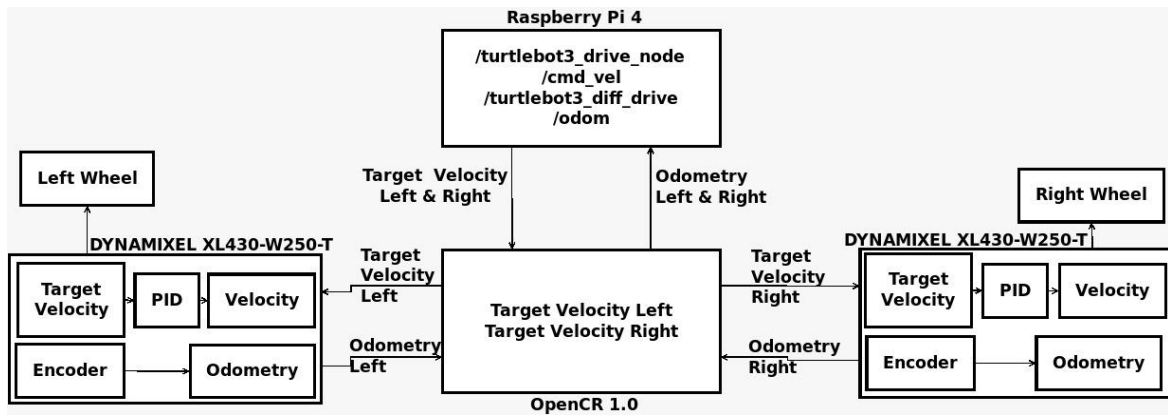 Raspberry Pi 4
/turtlebot3_drive_node
/cmd_vel
/turtlebot3_diff_drive
/odom
Left Wheel
Target Velocity
Left & Right
Odometry
Left & Right
Right Wheel
DYNAMIXEL XL430-W250-T
Target
Velocity
PID
Velocity
Encoder
Odometry
Target
Velocity
Left
Odometry
Left
Target Velocity Left
Target Velocity Right
OpenCR 1.0
Target
Velocity
Right
Odometry
Right
DYNAMIXEL XL430-W250-T
Target
Velocity
PID
Velocity
Encoder
Odometry